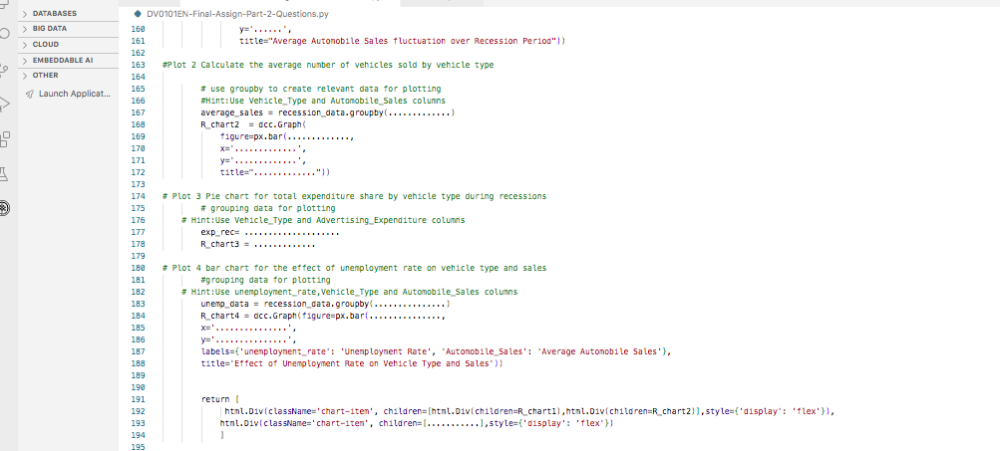 DATABASES
BIG DATA
CLOUD
EMBEDDABLE AI
OTHER
Launch Applicat...
DV0101EN-Final-Assign-Part-2-Questions.py
160 y='......',
161 title="Average Automobile Sales fluctuation over Recession Period"))
162
163 #Plot 2 Calculate the average number of vehicles sold by vehicle type
164
165 # use groupby to create relevant data for plotting
166 #Hint:Use Vehicle_Type and Automobile_Sales columns
167 average_sales = recession_data.groupby(.............)
168 R_chart2  = dcc.Graph(
169 figure=px.bar(.............,
170 x='.............',
171 y='.............',
172 title="............."))
173
174 # Plot 3 Pie chart for total expenditure share by vehicle type during recessions
175 # grouping data for plotting
176 # Hint:Use Vehicle_Type and Advertising_Expenditure columns
177 exp_rec= ....................
178 R_chart3 = .............
179
180 # Plot 4 bar chart for the effect of unemployment rate on vehicle type and sales
181 #grouping data for plotting
182 # Hint:Use unemployment_rate,Vehicle_Type and Automobile_Sales columns
183 unemp_data = recession_data.groupby(...............)
184 R_chart4 = dcc.Graph(figure=px.bar(...............,
185 x='...............',
186 y='...............',
187 labels={'unemployment_rate': 'Unemployment Rate', 'Automobile_Sales': 'Average Automobile Sales'},
188 title='Effect of Unemployment Rate on Vehicle Type and Sales'))
189
190
191 return [
192 html.Div(className='chart-item', children=[html.Div(children=R_chart1),html.Div(children=R_chart2)],style={'display': 'flex'}),
193 html.Div(className='chart-item', children=[...........],style={'display': 'flex'})
194 ]
195